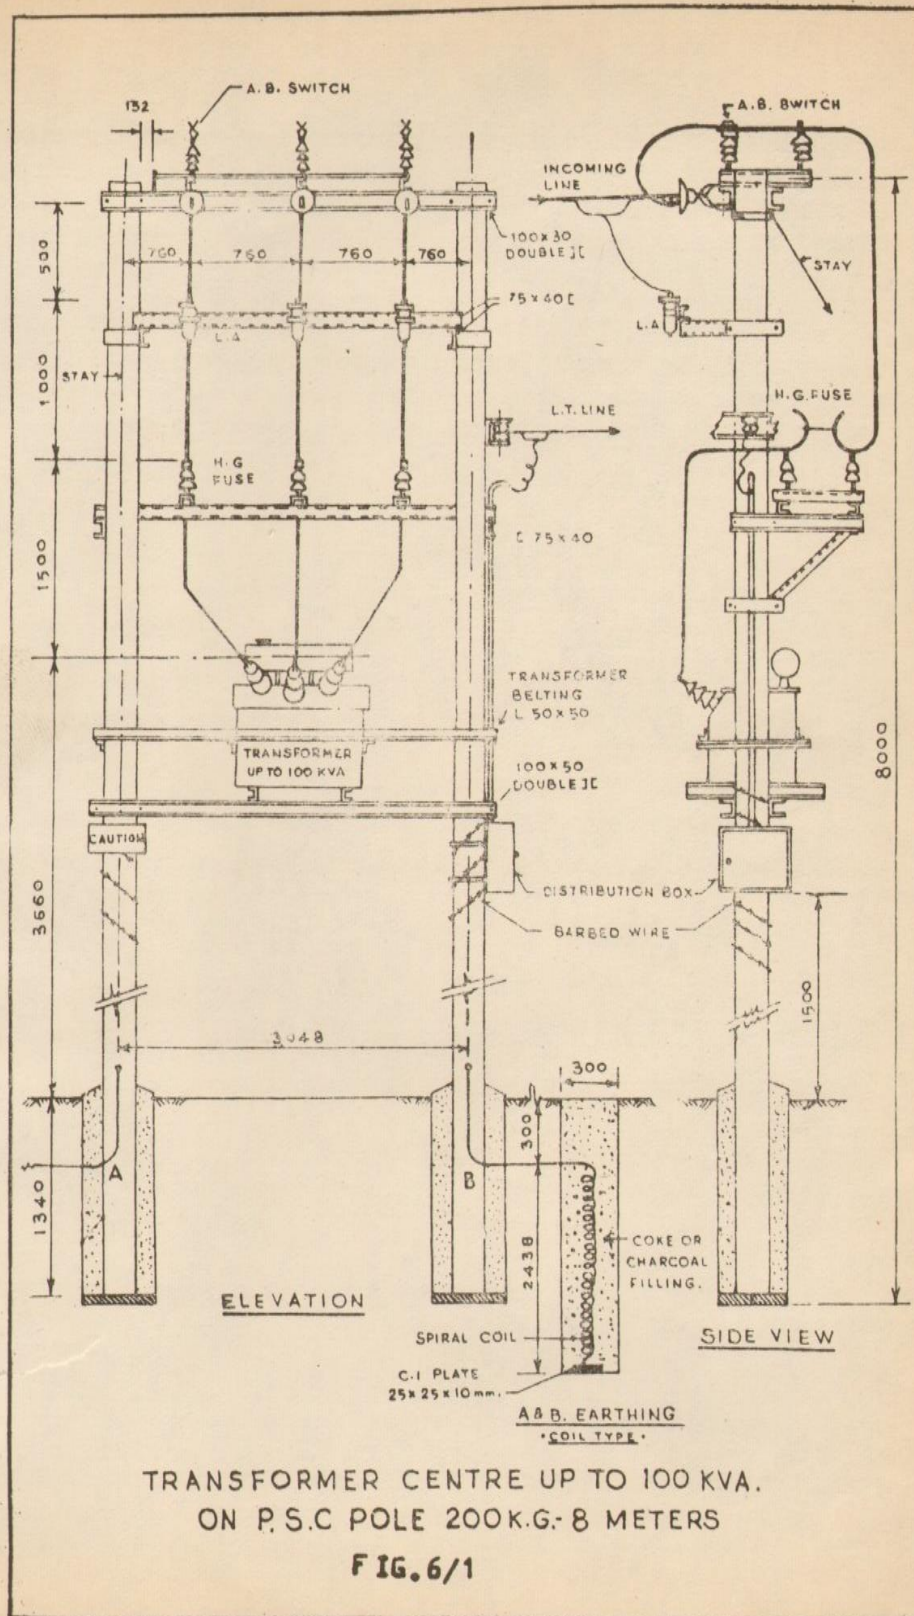 A.B. SWITCH
132
A.B. BWITCH
INCOMING
LINE
500
760
760
760
760
100×30
DOUBLE ][
STAY
75×40 [
L.A
L.A
1000
STAY
H.G. FUSE
L.T. LINE
H.G
FUSE
1500
[ 75×40
TRANSFORMER
BELTING
L 50×50
8000
TRANSFORMER
UP TO 100 KVA
100×50
DOUBLE ][
CAUTION
3660
DISTRIBUTION BOX
BARBED WIRE
1500
3048
300
300
A
B
1340
2438
COKE OR
CHARCOAL
FILLING.
ELEVATION
SPIRAL COIL
SIDE VIEW
C.I PLATE
25×25×10mm.
A&B. EARTHING
•COIL TYPE•
TRANSFORMER CENTRE UP TO 100 KVA.
ON P.S.C POLE 200K.G.- 8 METERS
FIG.6/1